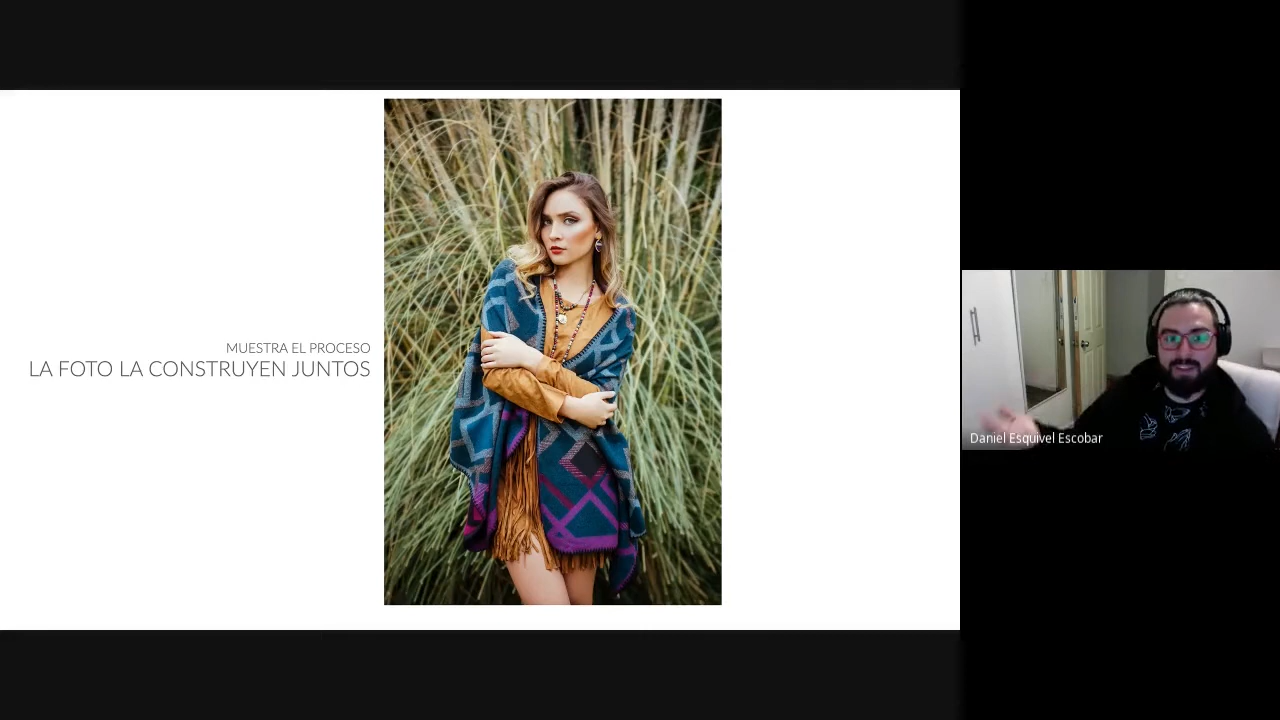 MUESTRA EL PROCESO
LA FOTO LA CONSTRUYEN JUNTOS
Daniel Esquivel Escobar